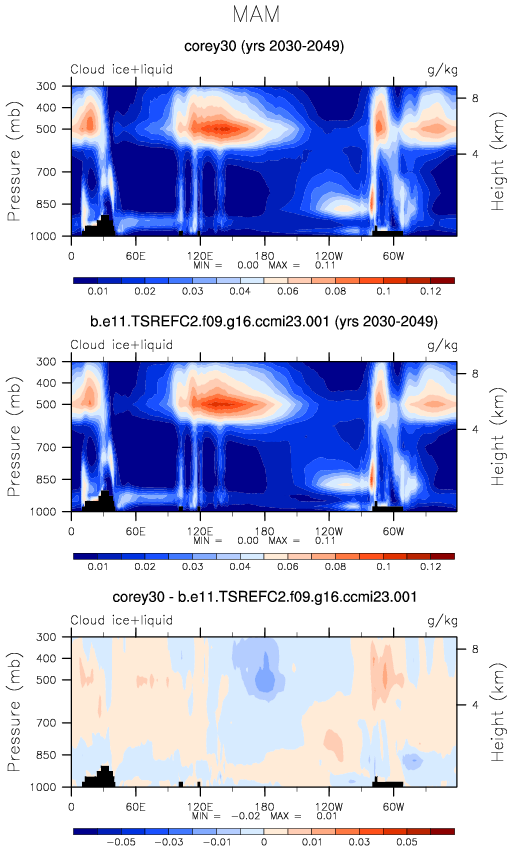 MAM
corey30 (yrs 2030-2049)
Cloud ice+liquid g/kg
300
500
700
850
1000
Pressure (mb)
8
4
Height (km)
0 60E 120E 180 120W 60W
MIN = 0.00 MAX = 0.11
0.01 0.02 0.04 0.06 0.08 0.1 0.12
b.e11.TSREFC2.f09.g16.ccmi23.001 (yrs 2030-2049)
Cloud ice+liquid g/kg
300
500
700
850
1000
Pressure (mb)
8
4
Height (km)
0 60E 120E 180 120W 60W
MIN = 0.00 MAX = 0.11
0.01 0.02 0.04 0.06 0.08 0.1 0.12
corey30 - b.e11.TSREFC2.f09.g16.ccmi23.001
Cloud ice+liquid g/kg
300
500
700
850
1000
Pressure (mb)
8
4
Height (km)
0 60E 120E 180 120W 60W
MIN = -0.02 MAX = 0.01
-0.05 -0.03 -0.01 0 0.01 0.03 0.05